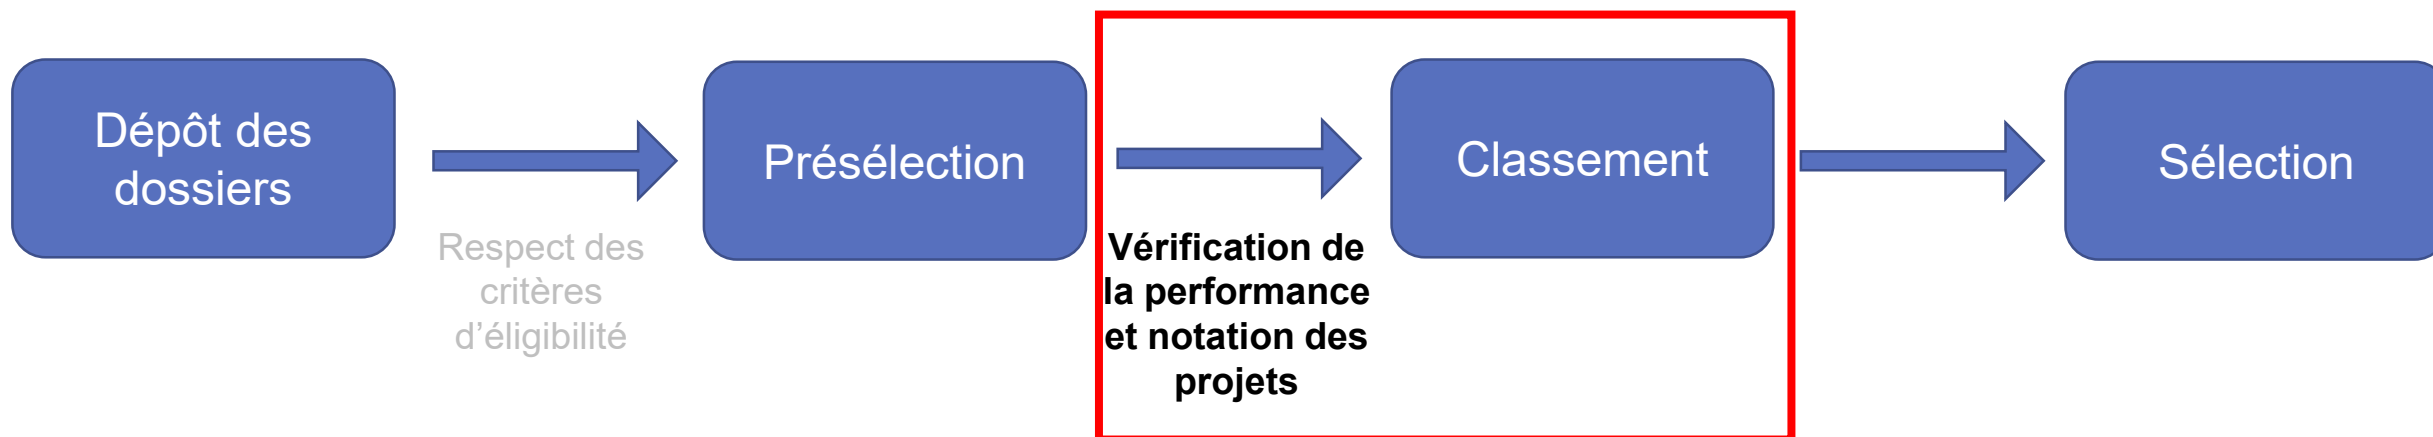 Dépôt des
dossiers
Respect des
critères
d’éligibilité
Présélection
Vérification de
la performance
et notation des
projets
Classement
Sélection